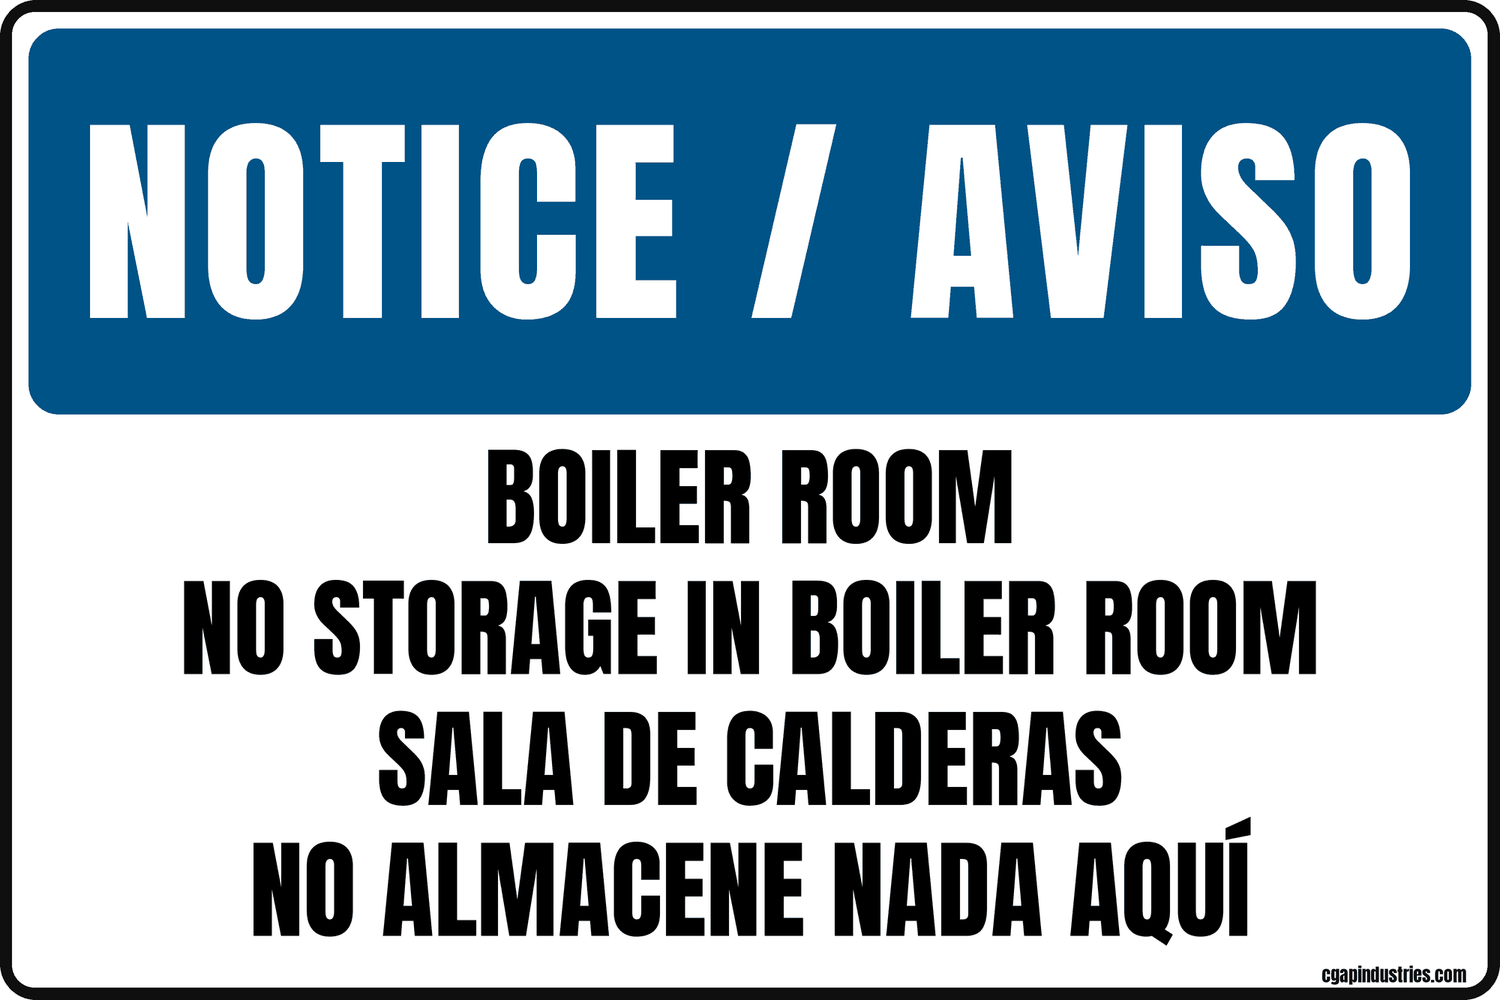 NOTICE / AVISO
BOILER ROOM
NO STORAGE IN BOILER ROOM
SALA DE CALDERAS
NO ALMACENE NADA AQUÍ
cgapindustries.com